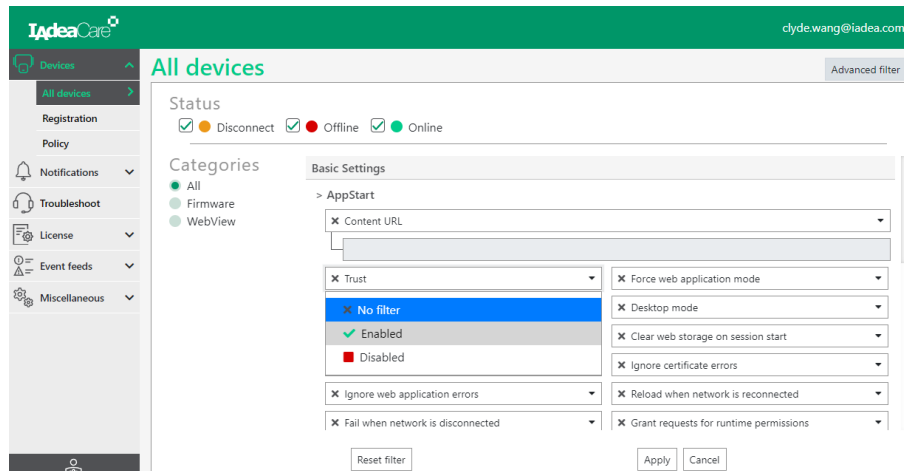 IAdeaCare
clyde.wang@iadea.com
Devices
All devices
Registration
Policy
Notifications
Troubleshoot
License
Event feeds
Miscellaneous
All devices
Advanced filter
Status
Disconnect Offline Online
Categories
All
Firmware
WebView
Basic Settings
> AppStart
Content URL
Trust
No filter
Enabled
Disabled
Force web application mode
Desktop mode
Clear web storage on session start
Ignore certificate errors
Ignore web application errors
Reload when network is reconnected
Fail when network is disconnected
Grant requests for runtime permissions
Reset filter
Apply Cancel